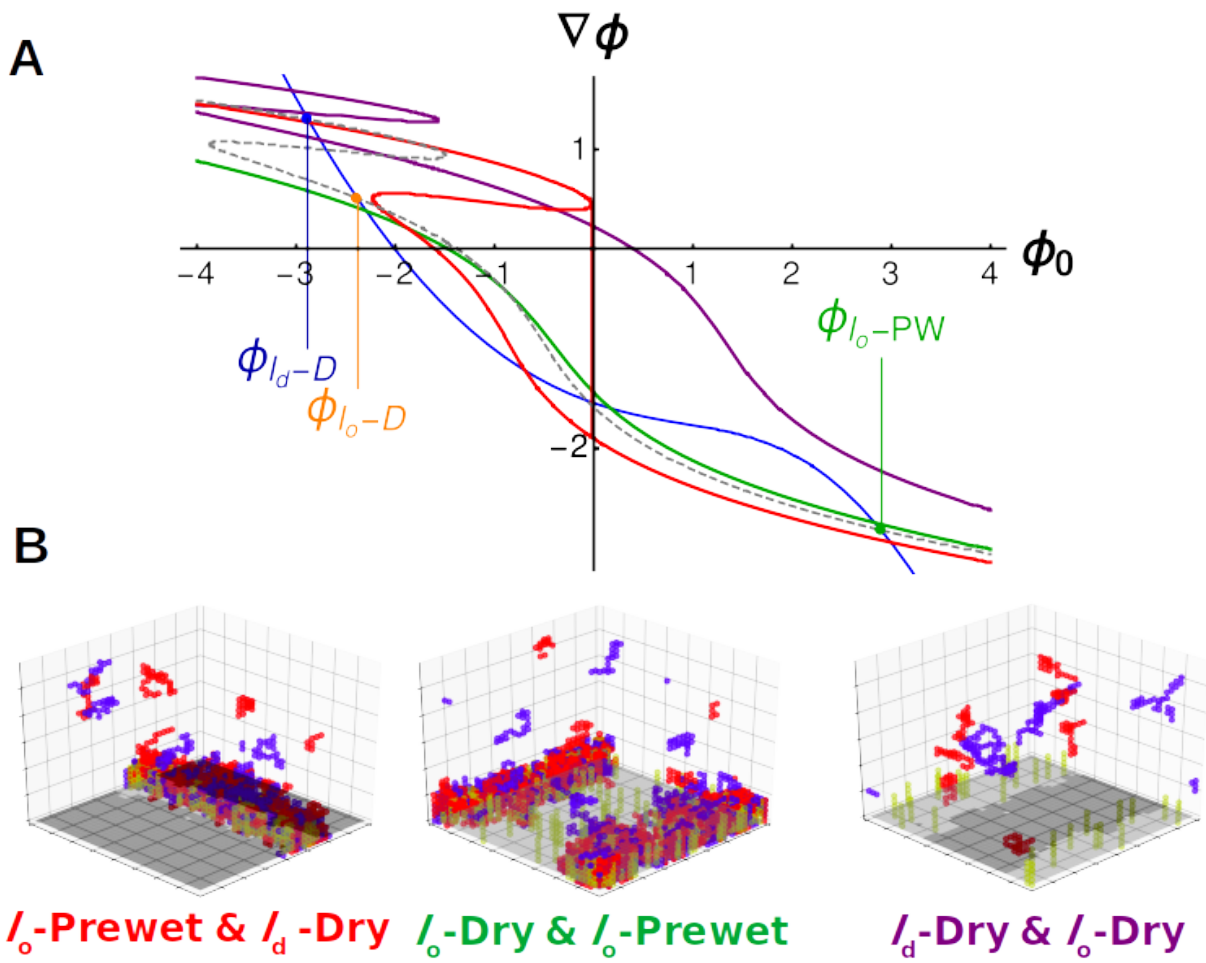 A
∇ϕ
1
-4 -3 -2 -1 1 2 3 4 ϕ0
ϕlo-PW
ϕld-D
ϕlo-D
-2
B
lo-Prewet & ld-Dry lo-Dry & lo-Prewet ld-Dry & lo-Dry